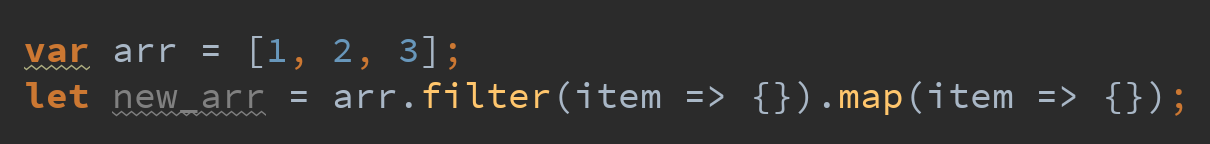 var arr = [1, 2, 3];
let new_arr = arr.filter(item => {}).map(item => {});